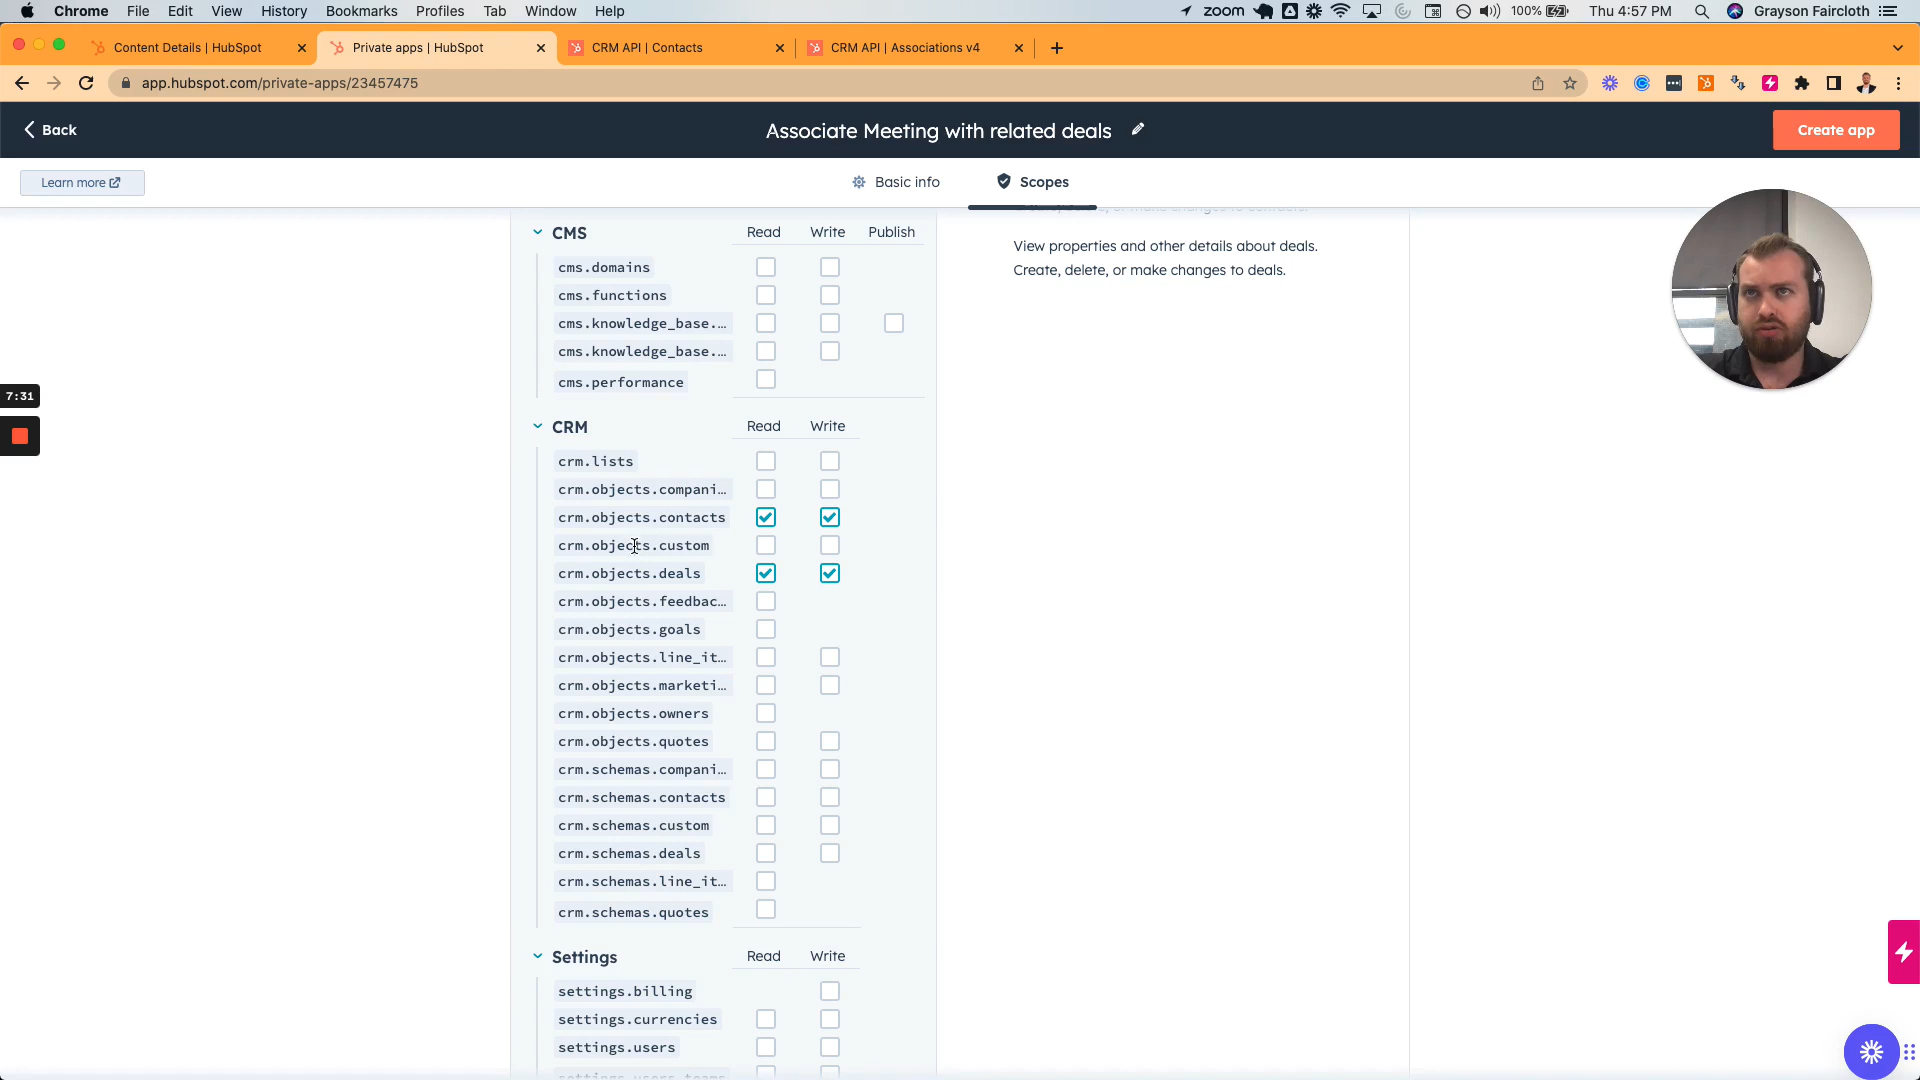 Chrome File Edit View History Bookmarks Profiles Tab Window Help zoom 100% Thu 4:57 PM Grayson Faircloth
Content Details | HubSpot Private apps | HubSpot CRM API | Contacts CRM API | Associations v4
app.hubspot.com/private-apps/23457475
Back Associate Meeting with related deals Create app
Learn more Basic info Scopes
CMS Read Write Publish
cms.domains
cms.functions
cms.knowledge_base....
cms.knowledge_base....
cms.performance
View properties and other details about deals.
Create, delete, or make changes to deals.
7:31
CRM Read Write
crm.lists
crm.objects.compani...
crm.objects.contacts
crm.objects.custom
crm.objects.deals
crm.objects.feedbac...
crm.objects.goals
crm.objects.line_it...
crm.objects.marketi...
crm.objects.owners
crm.objects.quotes
crm.schemas.compani...
crm.schemas.contacts
crm.schemas.custom
crm.schemas.deals
crm.schemas.line_it...
crm.schemas.quotes
Settings Read Write
settings.billing
settings.currencies
settings.users